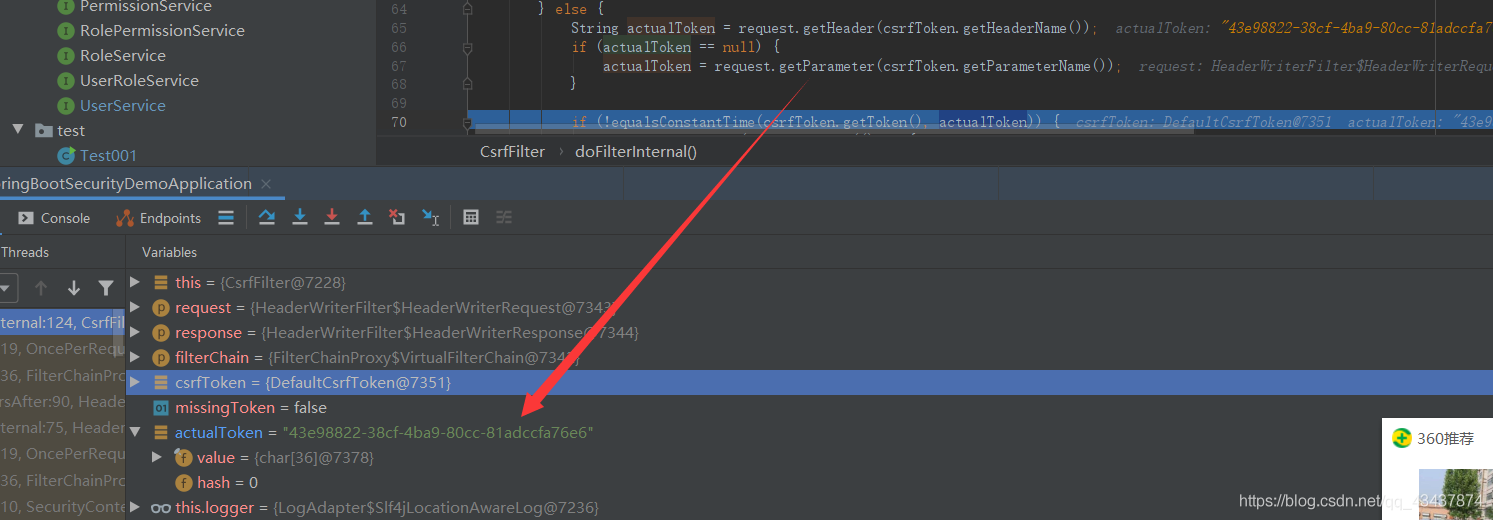 PermissionService
RolePermissionService
RoleService
UserRoleService
UserService
test
Test001
64 } else {
65 String actualToken = request.getHeader(csrfToken.getHeaderName()); actualToken: "43e98822-38cf-4ba9-80cc-81adccfa7
66 if (actualToken == null) {
67 actualToken = request.getParameter(csrfToken.getParameterName()); request: HeaderWriterFilter$HeaderWriterRequ
68 }
69
70 if (!equalsConstantTime(csrfToken.getToken(), actualToken)) { csrfToken: DefaultCsrfToken@7351 actualToken: "43e9
CsrfFilter › doFilterInternal()
ringBootSecurityDemoApplication ×
Console Endpoints
Threads Variables
this = {CsrfFilter@7228}
request = {HeaderWriterFilter$HeaderWriterRequest@7343}
ternal:124, CsrfFil
response = {HeaderWriterFilter$HeaderWriterResponse@7344}
19, OncePerRequ
filterChain = {FilterChainProxy$VirtualFilterChain@734
36, FilterChainPro
csrfToken = {DefaultCsrfToken@7351}
rsAfter:90, Heade
missingToken = false
ternal:75, Header
actualToken = "43e98822-38cf-4ba9-80cc-81adccfa76e6"
19, OncePerRequ
value = {char[36]@7378}
36, FilterChainPro
hash = 0
10, SecurityConte
this.logger = {LogAdapter$Slf4jLocationAwareLog@7236}
360推荐
https://blog.csdn.net/qq_43437874